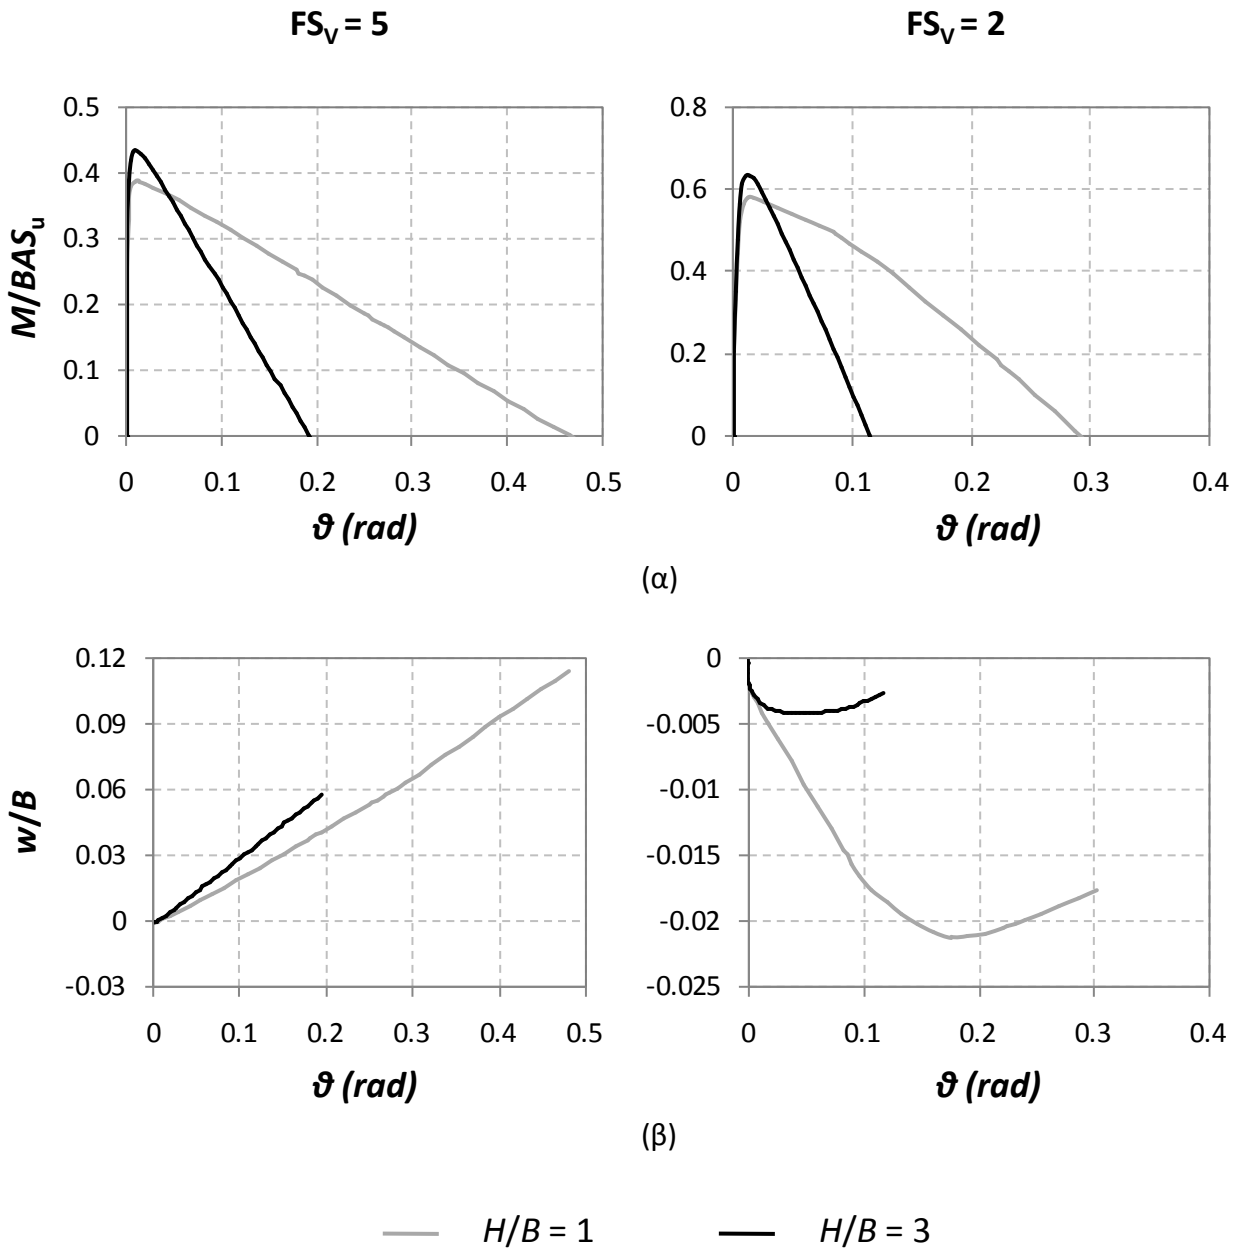 FSV = 5
FSV = 2
0.5
0.4
0.3
0.2
0.1
0
M/BASu
0 0.1 0.2 0.3 0.4 0.5
ϑ (rad)
0.8
0.6
0.4
0.2
0
0 0.1 0.2 0.3 0.4
ϑ (rad)
(α)
0.12
0.09
0.06
0.03
0
-0.03
w/B
0 0.1 0.2 0.3 0.4 0.5
ϑ (rad)
0
-0.005
-0.01
-0.015
-0.02
-0.025
0 0.1 0.2 0.3 0.4
ϑ (rad)
(β)
H/B = 1
H/B = 3